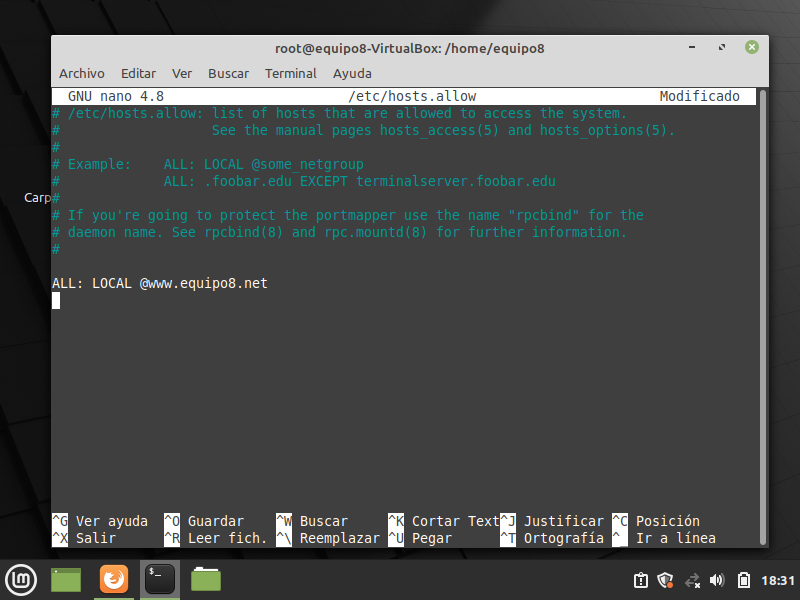 root@equipo8-VirtualBox: /home/equipo8
Archivo Editar Ver Buscar Terminal Ayuda
GNU nano 4.8 /etc/hosts.allow Modificado
# /etc/hosts.allow: list of hosts that are allowed to access the system.
# See the manual pages hosts_access(5) and hosts_options(5).
#
# Example: ALL: LOCAL @some_netgroup
# ALL: .foobar.edu EXCEPT terminalserver.foobar.edu
Carp
#
# If you're going to protect the portmapper use the name "rpcbind" for the
# daemon name. See rpcbind(8) and rpc.mountd(8) for further information.
#
ALL: LOCAL @www.equipo8.net
^G Ver ayuda ^O Guardar ^W Buscar ^K Cortar Text ^J Justificar ^C Posición
^X Salir ^R Leer fich. ^\ Reemplazar ^U Pegar ^T Ortografía ^_ Ir a línea
$_
18:31